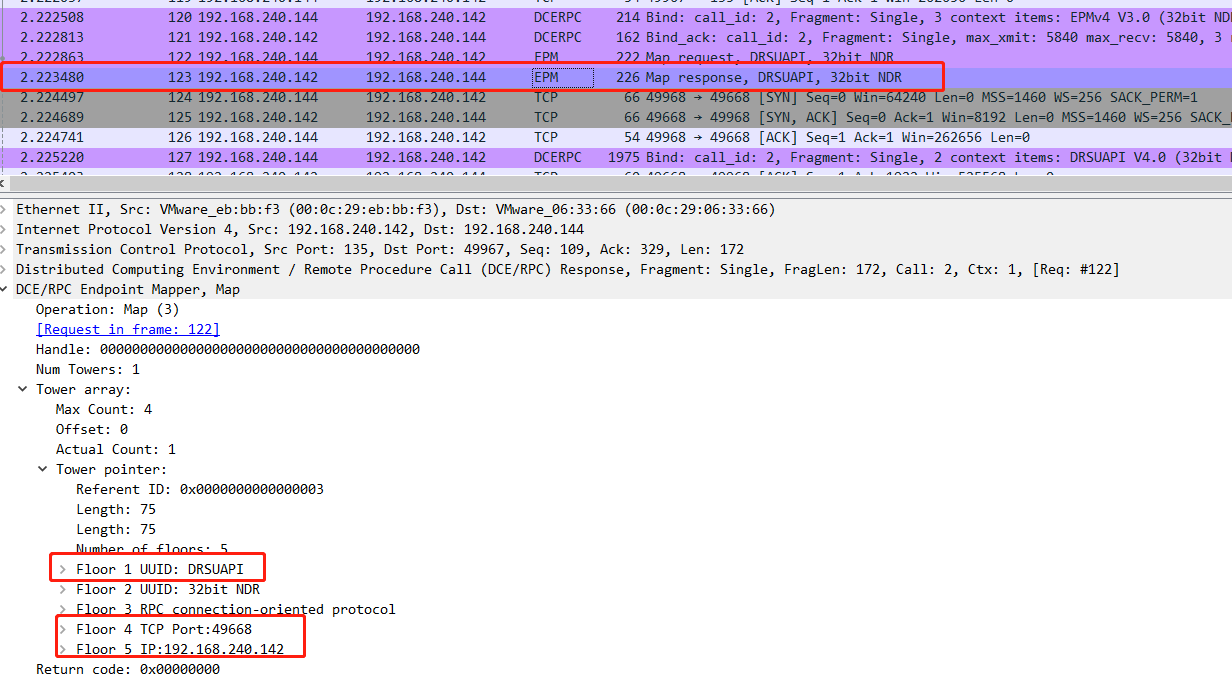 2.222508 120 192.168.240.144 192.168.240.142 DCERPC 214 Bind: call_id: 2, Fragment: Single, 3 context items: EPMv4 V3.0 (32bit
2.222813 121 192.168.240.142 192.168.240.144 DCERPC 162 Bind_ack: call_id: 2, Fragment: Single, max_xmit: 5840 max_recv: 5840, 3
2.222863 122 192.168.240.144 192.168.240.142 EPM 222 Map request, DRSUAPI, 32bit NDR
2.223480 123 192.168.240.142 192.168.240.144 EPM 226 Map response, DRSUAPI, 32bit NDR
2.224497 124 192.168.240.144 192.168.240.142 TCP 66 49668 → 49668 [SYN] Seq=0 Win=64240 Len=0 MSS=1460 WS=256 SACK_PERM=1
2.224689 125 192.168.240.142 192.168.240.144 TCP 66 49668 → 49668 [SYN, ACK] Seq=0 Ack=1 Win=8192 Len=0 MSS=1460 WS=256
2.224741 126 192.168.240.144 192.168.240.142 TCP 54 49668 → 49668 [ACK] Seq=1 Ack=1 Win=262656 Len=0
2.225220 127 192.168.240.144 192.168.240.142 DCERPC 1975 Bind: call_id: 2, Fragment: Single, 2 context items: DRSUAPI V4.0 (32bit
Ethernet II, Src: VMware_eb:bb:f3 (00:0c:29:eb:bb:f3), Dst: VMware_06:33:66 (00:0c:29:06:33:66)
Internet Protocol Version 4, Src: 192.168.240.142, Dst: 192.168.240.144
Transmission Control Protocol, Src Port: 135, Dst Port: 49967, Seq: 109, Ack: 329, Len: 172
Distributed Computing Environment / Remote Procedure Call (DCE/RPC) Response, Fragment: Single, FragLen: 172, Call: 2, Ctx: 1, [Req: #122]
DCE/RPC Endpoint Mapper, Map
Operation: Map (3)
[Request in frame: 122]
Handle: 0000000000000000000000000000000000000000
Num Towers: 1
Tower array:
Max Count: 4
Offset: 0
Actual Count: 1
Tower pointer:
Referent ID: 0x0000000000000003
Length: 75
Length: 75
Number of floors: 5
Floor 1 UUID: DRSUAPI
Floor 2 UUID: 32bit NDR
Floor 3 RPC connection-oriented protocol
Floor 4 TCP Port:49668
Floor 5 IP:192.168.240.142
Return code: 0x00000000